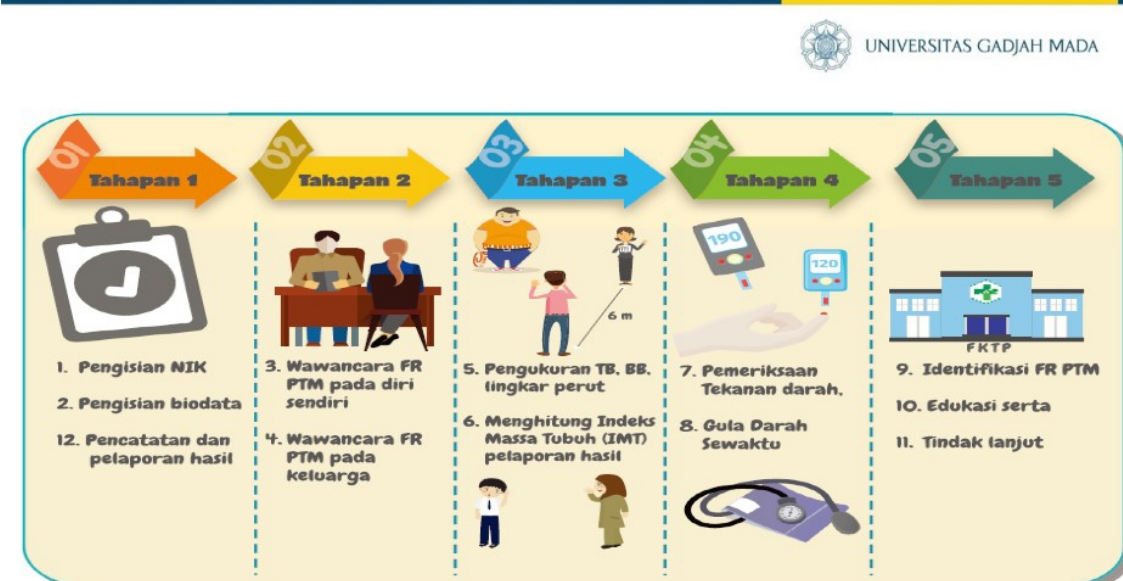 UNIVERSITAS GADJAH MADA
01
Tahapan 1
02
Tahapan 2
03
Tahapan 3
04
Tahapan 4
05
Tahapan 5
1. Pengisian NIK
2. Pengisian biodata
12. Pencatatan dan
pelaporan hasil
3. Wawancara FR
PTM pada diri
sendiri
4. Wawancara FR
PTM pada
keluarga
6 m
5. Pengukuran TB, BB,
lingkar perut
6. Menghitung Indeks
Massa Tubuh (IMT)
pelaporan hasil
190
120
7. Pemeriksaan
Tekanan darah,
8. Gula Darah
Sewaktu
FKTP
9. Identifikasi FR PTM
10. Edukasi serta
11. Tindak lanjut